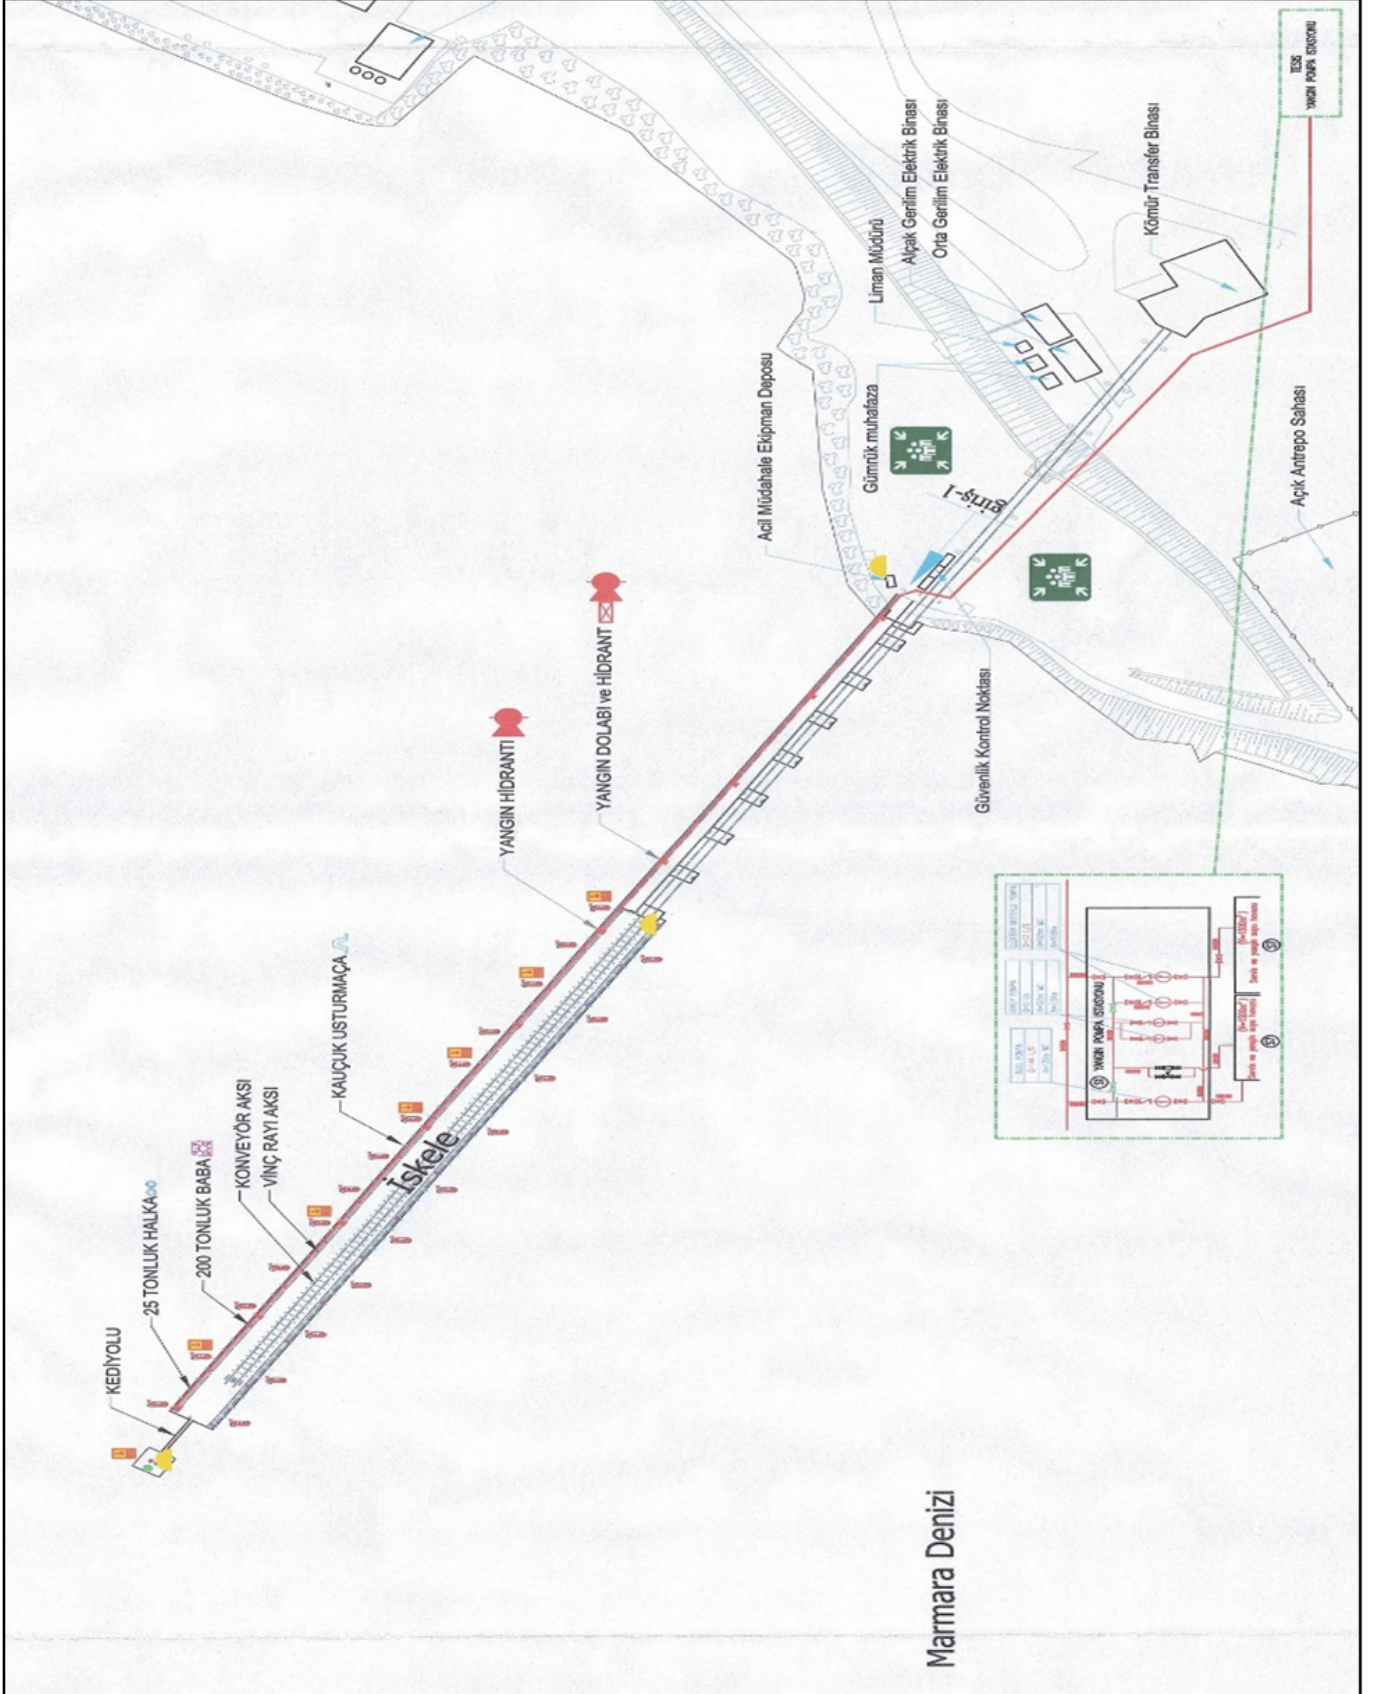 KEDİYOLU
25 TONLUK HALKA
200 TONLUK BABA
KONVEYÖR AKSI
VİNÇ RAYI AKSI
KAUÇUK USTURMAÇA
İskele
YANGIN HİDRANTI
YANGIN DOLABI ve HİDRANT
Acil Müdahale Ekipman Deposu
Gümrük muhafaza
Liman Müdürü
Alçak Gerilim Elektrik Binası
Orta Gerilim Elektrik Binası
Kömür Transfer Binası
TESİS
YANGIN POMPA İSTASYONU
giriş-1
Güvenlik Kontrol Noktası
Açık Antrepo Sahası
YANGIN POMPA İSTASYONU
Marmara Denizi